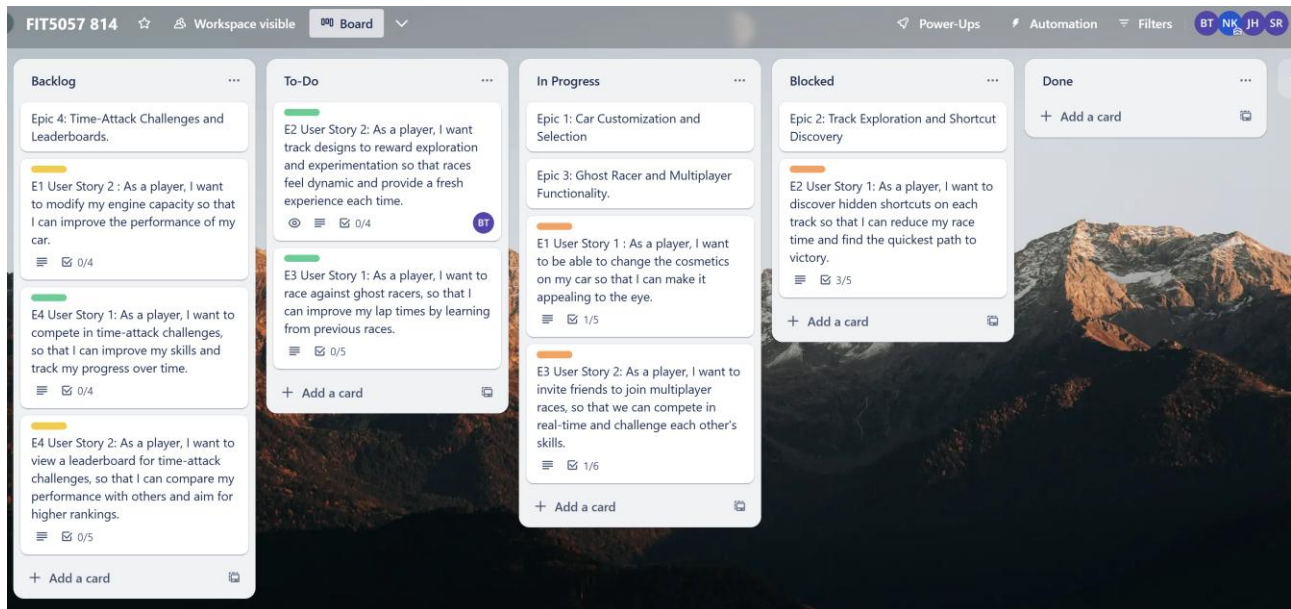 FIT5057 814
Workspace visible
Board
Power-Ups
Automation
Filters
BT
NK
JH
SR
Backlog
Epic 4: Time-Attack Challenges and
Leaderboards.
E1 User Story 2 : As a player, I want
to modify my engine capacity so that
I can improve the performance of my
car.
0/4
E4 User Story 1: As a player, I want to
compete in time-attack challenges,
so that I can improve my skills and
track my progress over time.
0/4
E4 User Story 2: As a player, I want to
view a leaderboard for time-attack
challenges, so that I can compare my
performance with others and aim for
higher rankings.
0/5
+ Add a card
To-Do
E2 User Story 2: As a player, I want
track designs to reward exploration
and experimentation so that races
feel dynamic and provide a fresh
experience each time.
0/4
BT
E3 User Story 1: As a player, I want to
race against ghost racers, so that I
can improve my lap times by learning
from previous races.
0/5
+ Add a card
In Progress
Epic 1: Car Customization and
Selection
Epic 3: Ghost Racer and Multiplayer
Functionality.
E1 User Story 1 : As a player, I want
to be able to change the cosmetics
on my car so that I can make it
appealing to the eye.
1/5
E3 User Story 2: As a player, I want to
invite friends to join multiplayer
races, so that we can compete in
real-time and challenge each other's
skills.
1/6
+ Add a card
Blocked
Epic 2: Track Exploration and Shortcut
Discovery
E2 User Story 1: As a player, I want to
discover hidden shortcuts on each
track so that I can reduce my race
time and find the quickest path to
victory.
3/5
+ Add a card
Done
+ Add a card